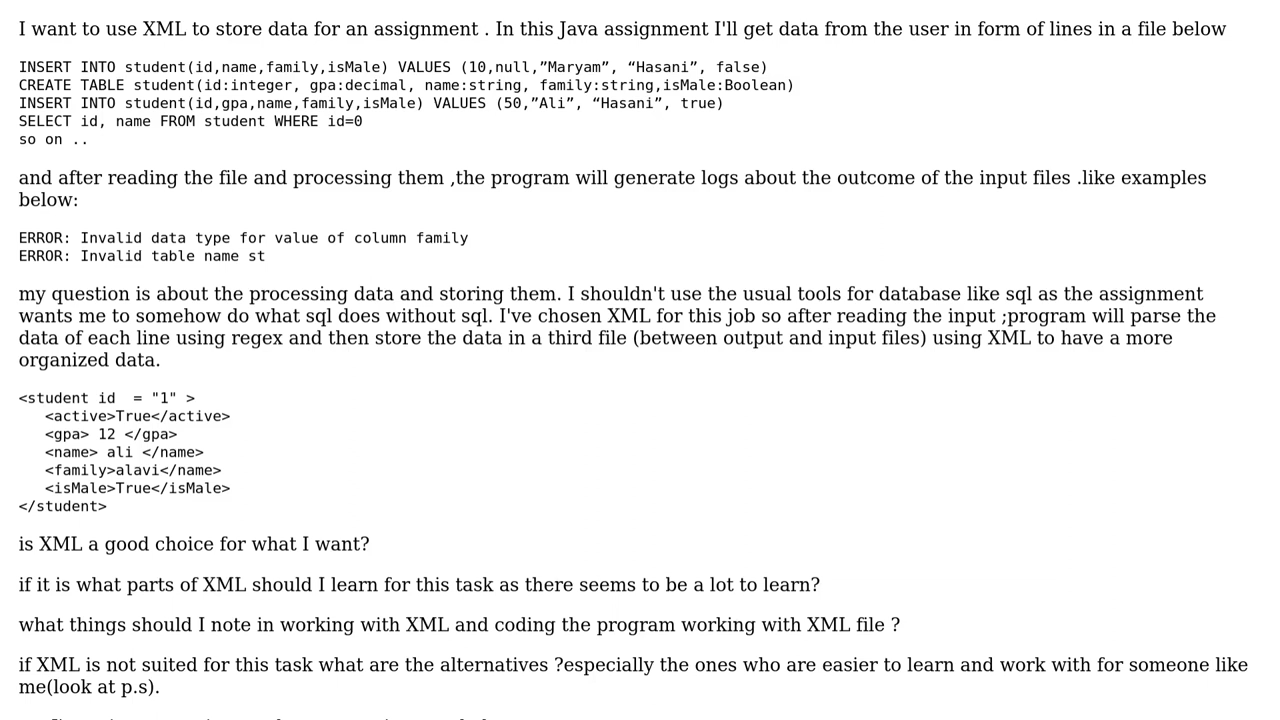 I want to use XML to store data for an assignment . In this Java assignment I'll get data from the user in form of lines in a file below
INSERT INTO student(id,name,family,isMale) VALUES (10,null,”Maryam”, “Hasani”, false)
CREATE TABLE student(id:integer, gpa:decimal, name:string, family:string,isMale:Boolean)
INSERT INTO student(id,gpa,name,family,isMale) VALUES (50,”Ali”, “Hasani”, true)
SELECT id, name FROM student WHERE id=0
so on ..
and after reading the file and processing them ,the program will generate logs about the outcome of the input files .like examples
below:
ERROR: Invalid data type for value of column family
ERROR: Invalid table name st
my question is about the processing data and storing them. I shouldn't use the usual tools for database like sql as the assignment
wants me to somehow do what sql does without sql. I've chosen XML for this job so after reading the input ;program will parse the
data of each line using regex and then store the data in a third file (between output and input files) using XML to have a more
organized data.
<student id  = "1" >
   <active>True</active>
   <gpa> 12 </gpa>
   <name> ali </name>
   <family>alavi</name>
   <isMale>True</isMale>
</student>
is XML a good choice for what I want?
if it is what parts of XML should I learn for this task as there seems to be a lot to learn?
what things should I note in working with XML and coding the program working with XML file ?
if XML is not suited for this task what are the alternatives ?especially the ones who are easier to learn and work with for someone like
me(look at p.s).